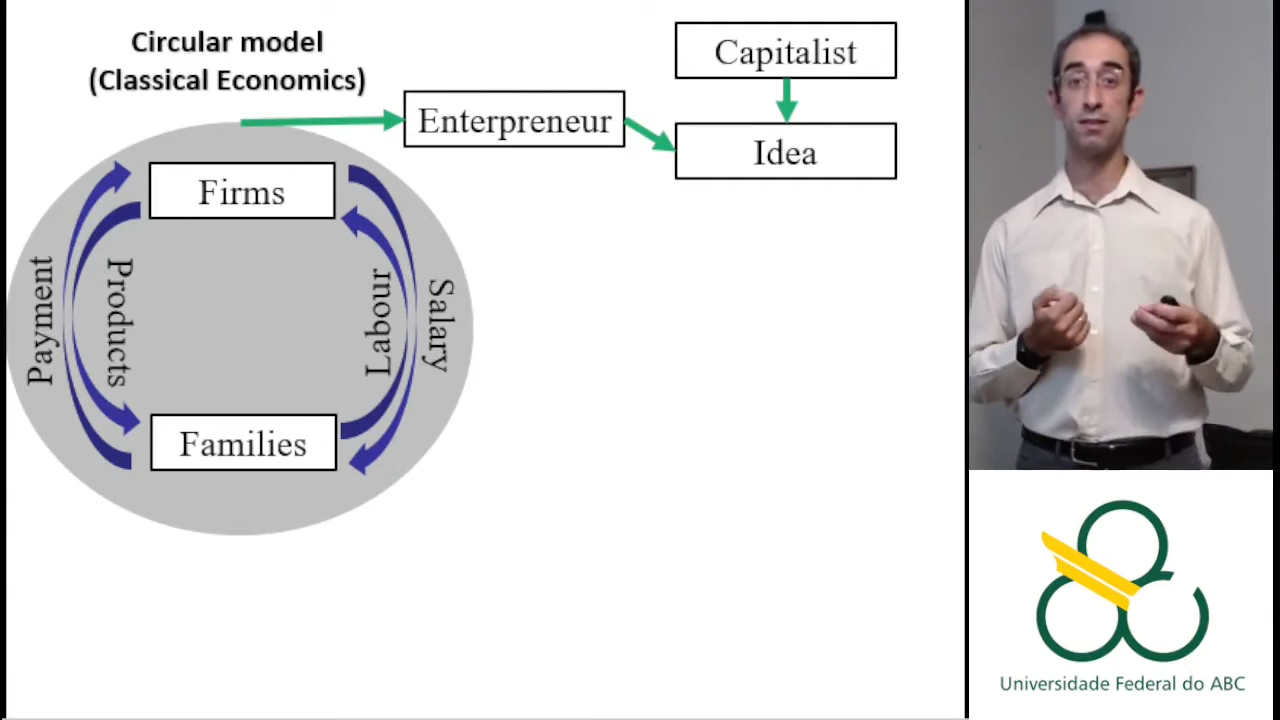 Circular model
(Classical Economics)
Capitalist
Enterpreneur
Idea
Firms
Payment
Products
Labour
Salary
Families
Universidade Federal do ABC